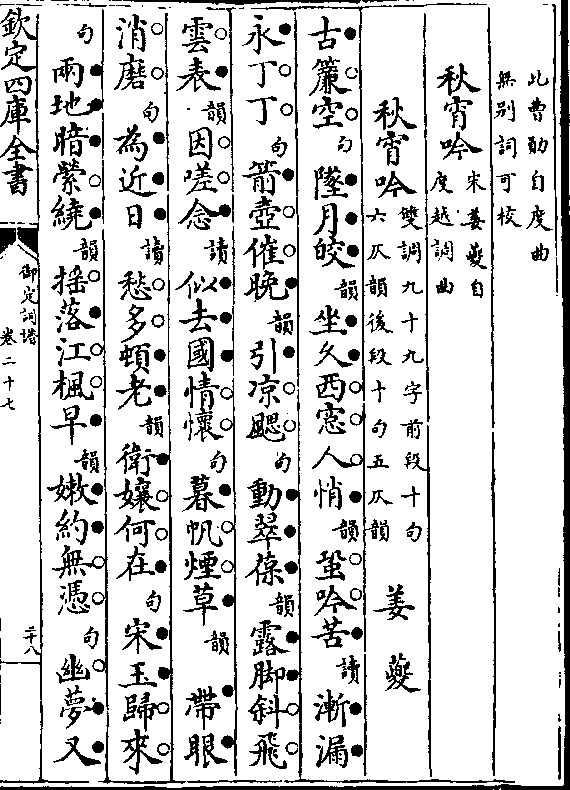 此曹勛自度曲
無别詞可校
秋宵吟
宋姜夔自
度越調曲
秋宵吟
雙調九十九字前段十句
六仄韻後段十句五仄韻
姜夔
古簾空句墜月皎韻坐久西窓人悄韻蛩吟苦讀漸漏
永丁丁句箭壺催曉韻引凉颸句動翠葆韻露脚斜飛
雲表韻因嗟念讀似去國情懷句暮帆煙草韻帶眼
消磨句為近日讀愁多頓老韻衛孃何在句宋玉歸來
句兩地暗縈繞韻揺落江楓早韻嫩約無憑句幽夢又
欽定四庫全書
御定詞譜
卷二十七
二十八